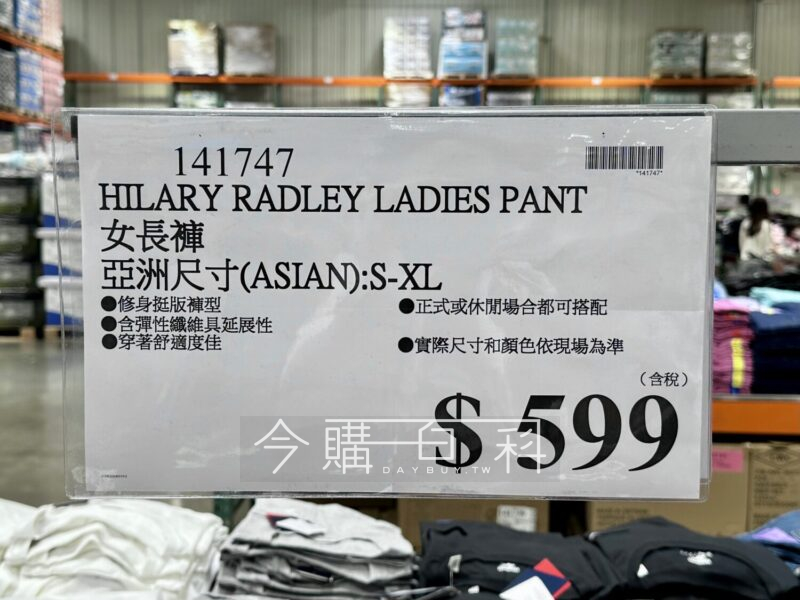 141747
*141747*
HILARY RADLEY LADIES PANT
女長褲
亞洲尺寸(ASIAN):S-XL
●修身挺版褲型
●正式或休閒場合都可搭配
●含彈性纖維具延展性
●穿著舒適度佳
●實際尺寸和顏色依現場為準
(含稅)
$ 599
今購百科
DAYBUY.TW